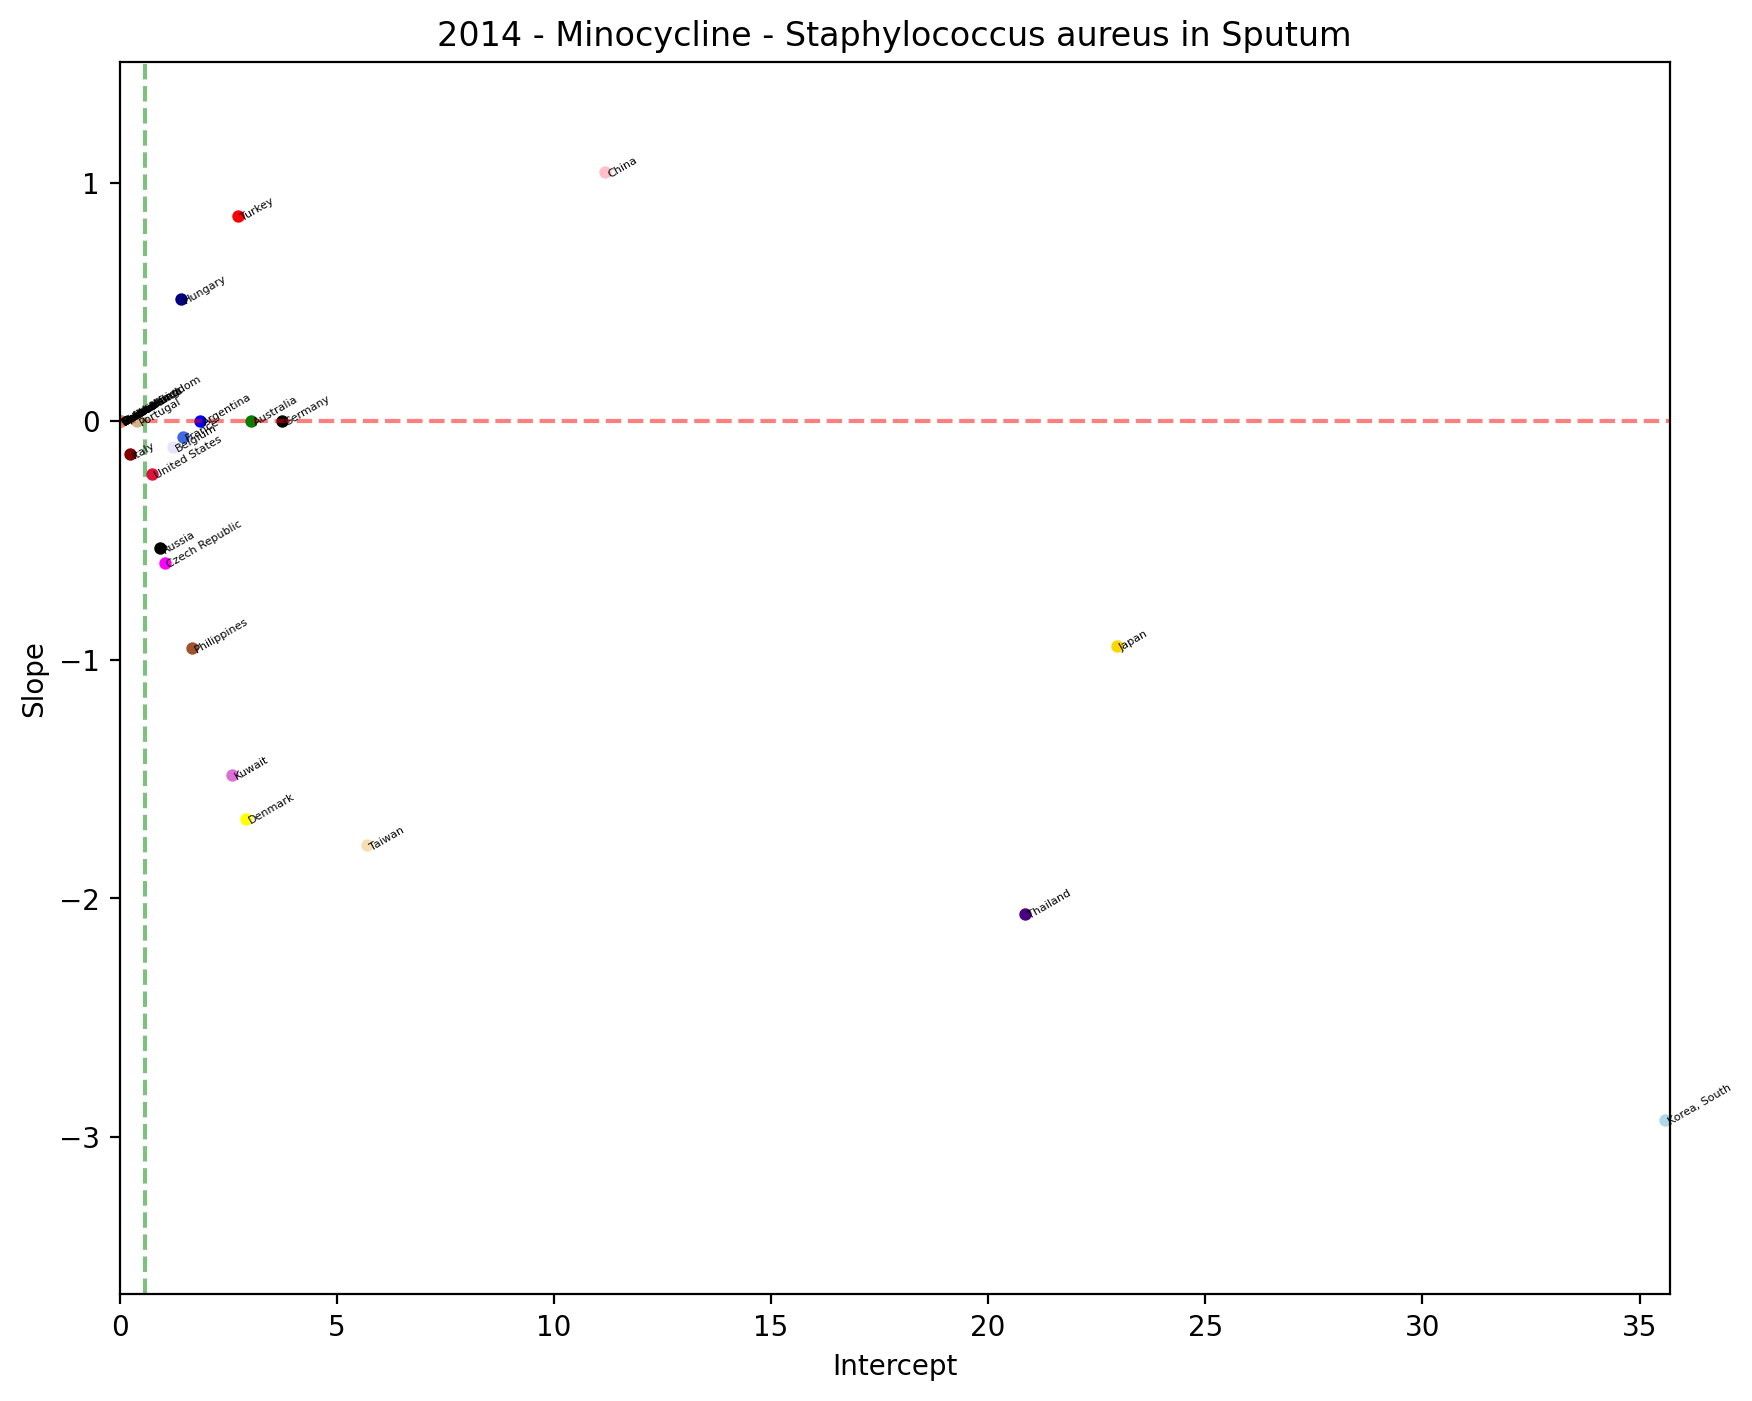 2014 - Minocycline - Staphylococcus aureus in Sputum
China
Turkey
Hungary
Portugal
Argentina
Australia
Germany
France
Belgium
Italy
United States
Russia
Czech Republic
Philippines
Japan
Kuwait
Denmark
Taiwan
Thailand
Korea, South
1
0
−1
−2
−3
Slope
0
5
10
15
20
25
30
35
Intercept